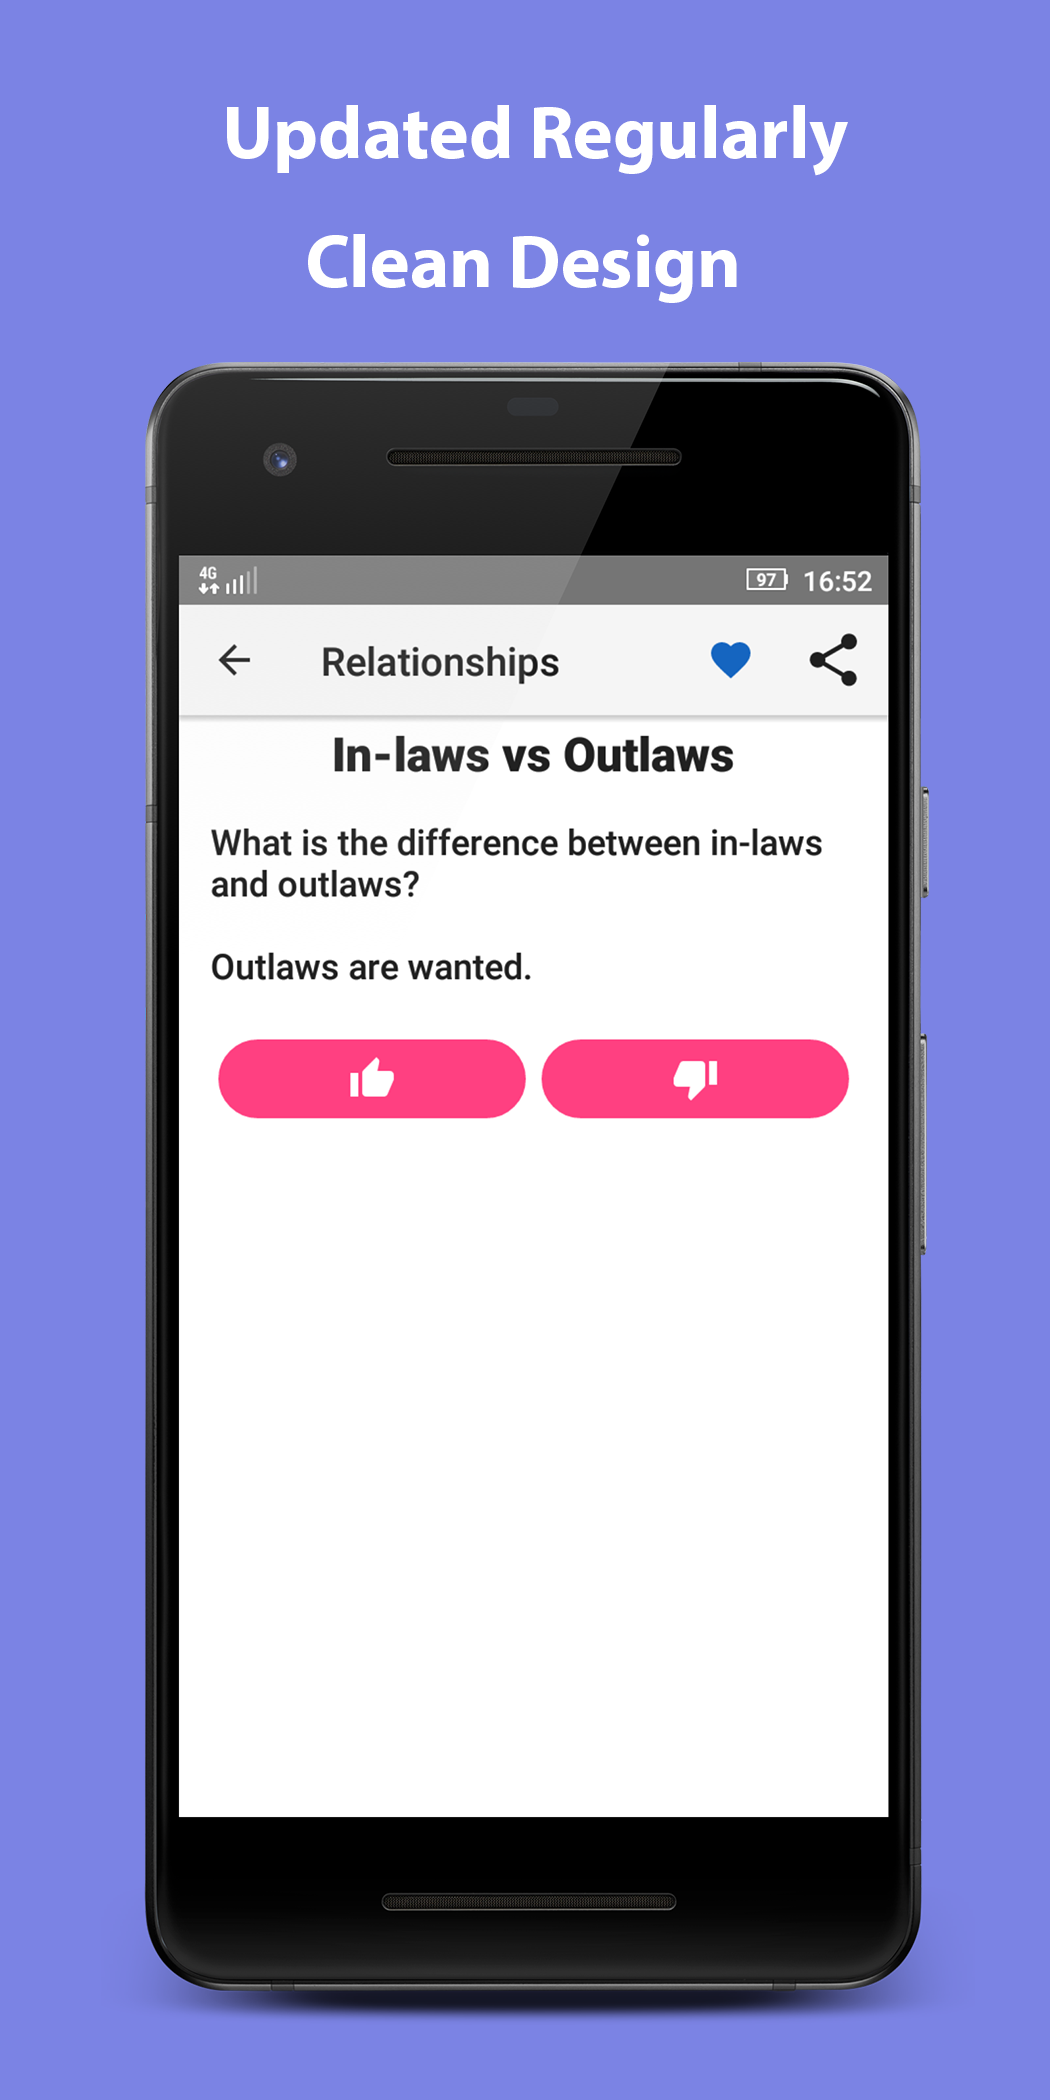 Updated Regularly
Clean Design
4G
97 16:52
Relationships
In-laws vs Outlaws
What is the difference between in-laws
and outlaws?
Outlaws are wanted.